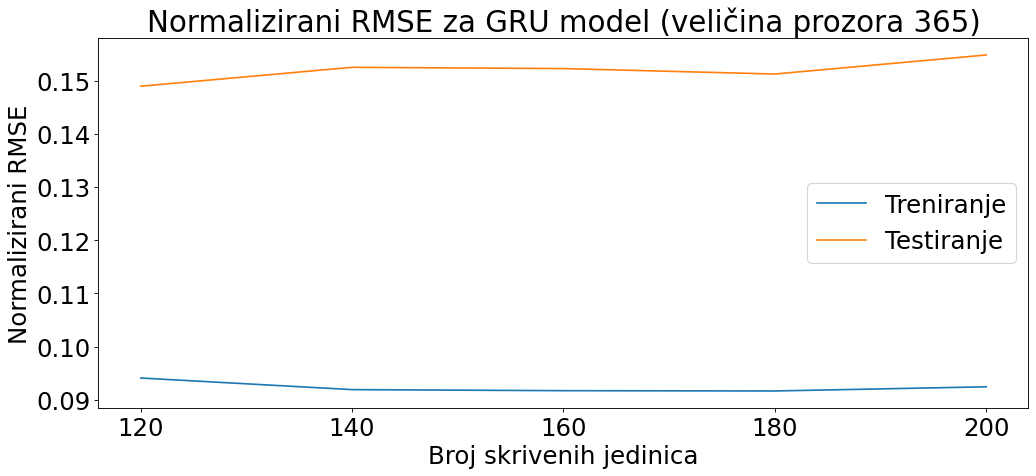 Normalizirani RMSE za GRU model (veličina prozora 365)
Normalizirani RMSE
0.15
0.14
0.13
0.12
0.11
0.10
0.09
Treniranje
Testiranje
120 140 160 180 200
Broj skrivenih jedinica